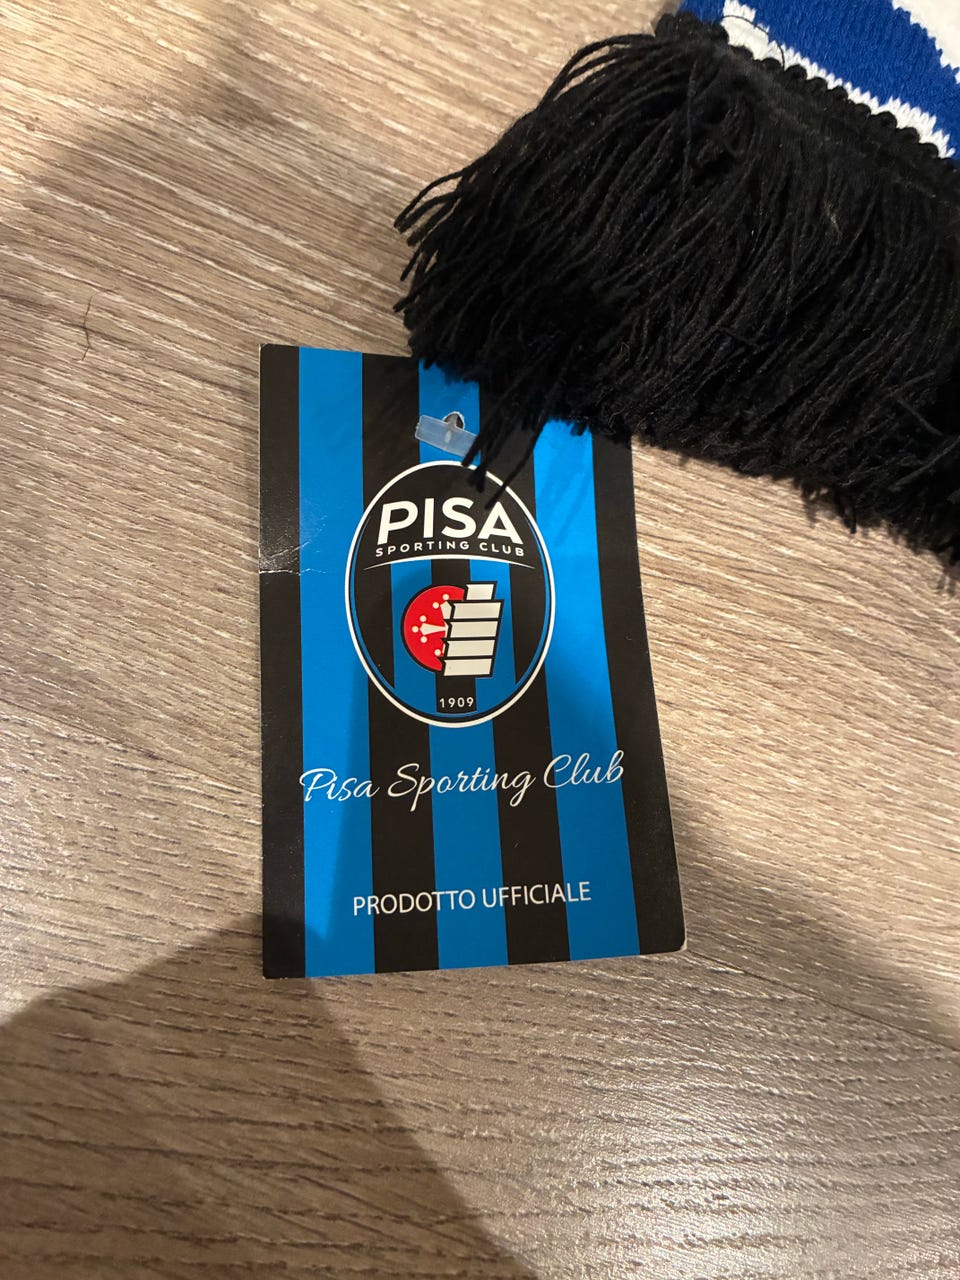 PISA
SPORTING CLUB
1909
Pisa Sporting Club
PRODOTTO UFFICIALE